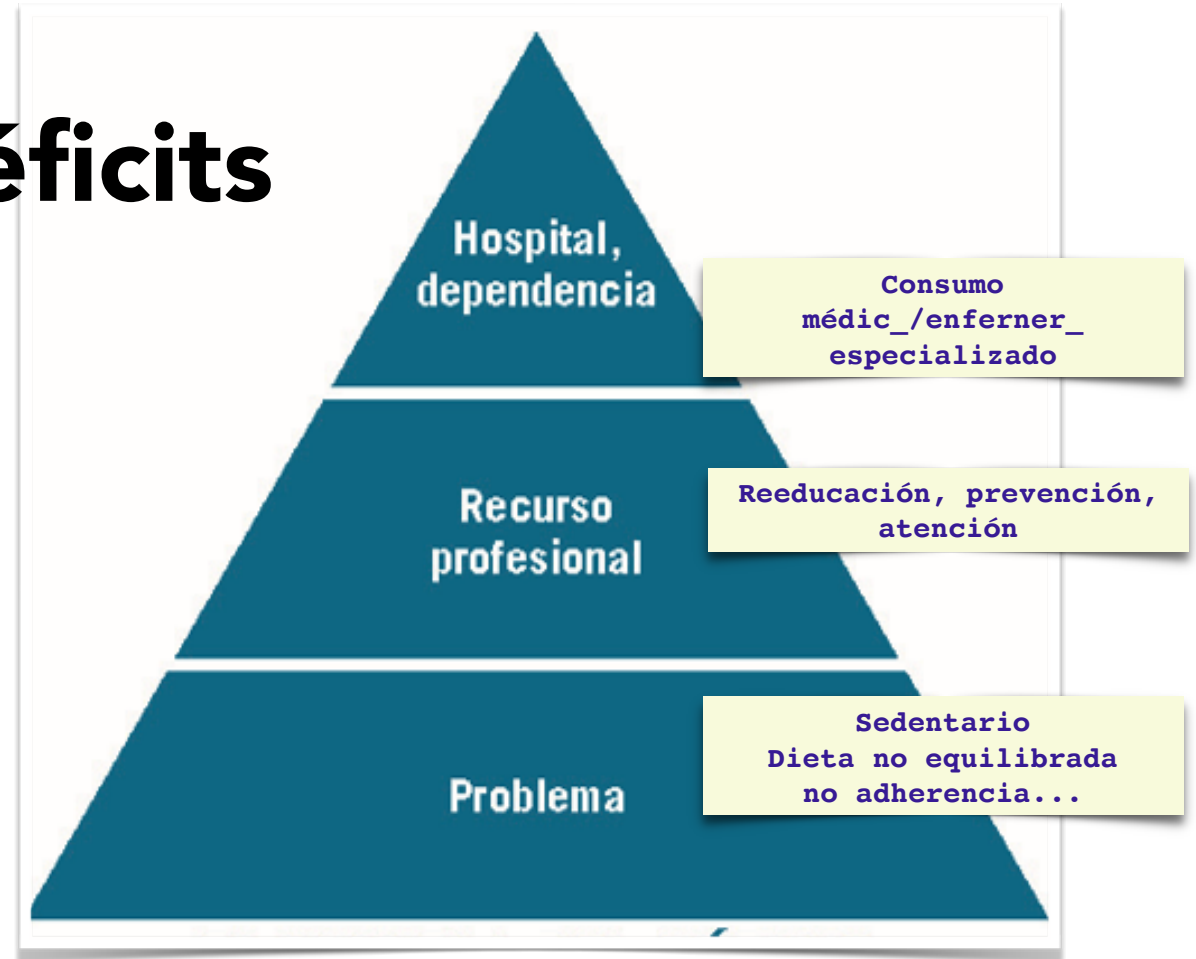 éficits
Hospital,
dependencia
Consumo
médic_/enferner_
especializado
Recurso
profesional
Reeducación, prevención,
atención
Problema
Sedentario
Dieta no equilibrada
no adherencia...